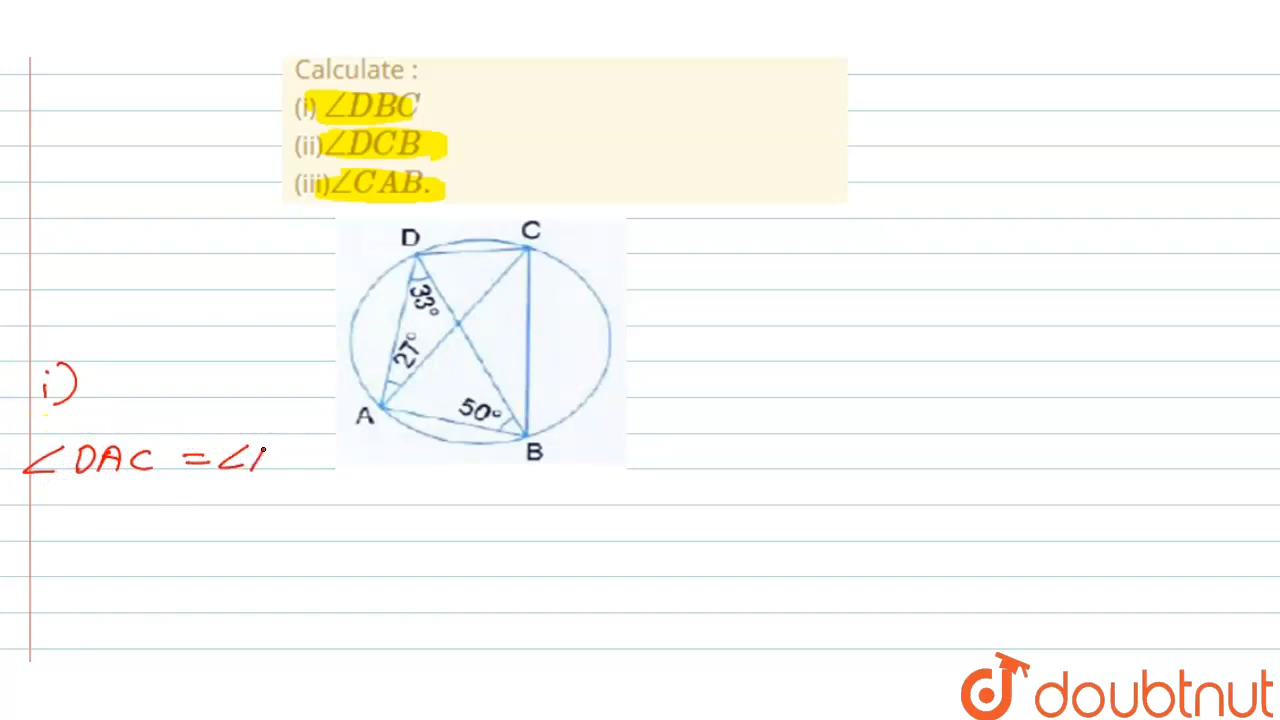 Calculate :
(i) ∠DBC
(ii)∠DCB
(iii)∠CAB.
D
C
33°
27°
i)
A
50°
B
∠DAC = ∠
doubtnut